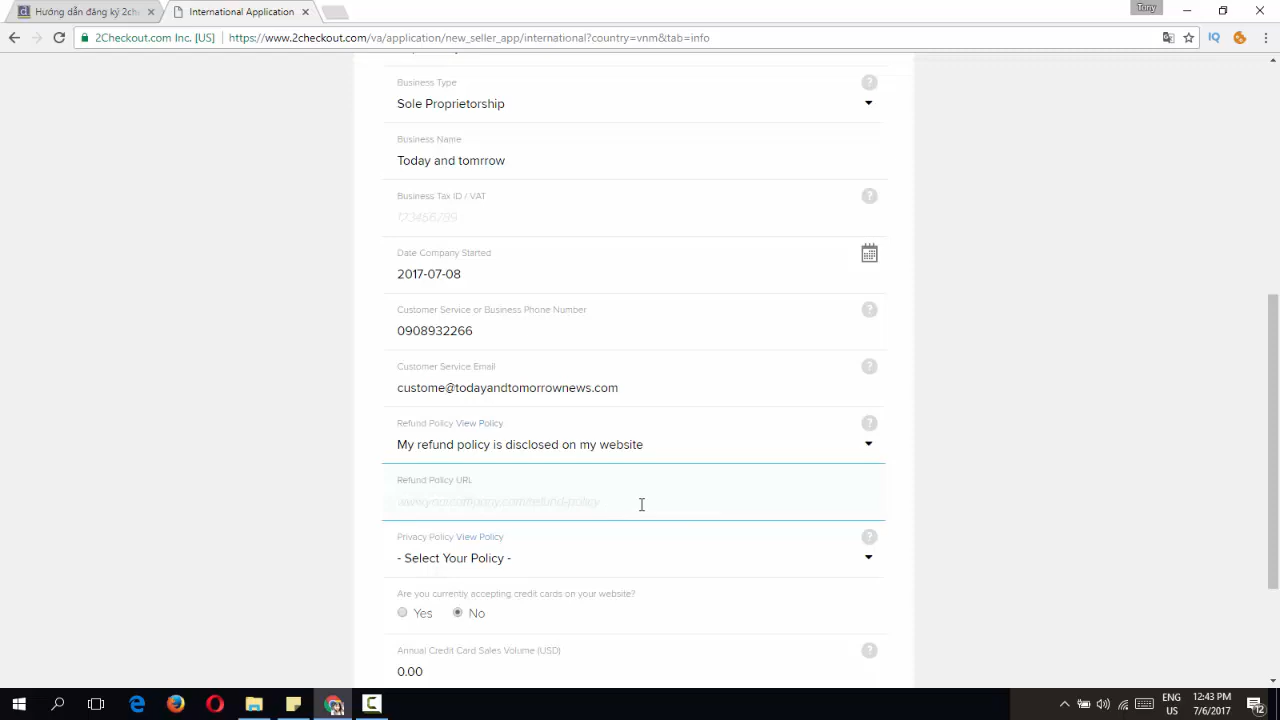 Hướng dẫn đăng ký 2che
International Application
Tony
2Checkout.com Inc. [US]
https://www.2checkout.com/va/application/new_seller_app/international?country=vnm&tab=info
IQ
Business Type
?
Sole Proprietorship
Business Name
Today and tomrrow
Business Tax ID / VAT
?
123456789
Date Company Started
2017-07-08
Customer Service or Business Phone Number
?
0908932266
Customer Service Email
?
custome@todayandtomorrownews.com
Refund Policy View Policy
?
My refund policy is disclosed on my website
Refund Policy URL
Privacy Policy View Policy
?
- Select Your Policy -
Are you currently accepting credit cards on your website?
Yes No
Annual Credit Card Sales Volume (USD)
?
0.00
ENG
US
12:43 PM
7/6/2017
12